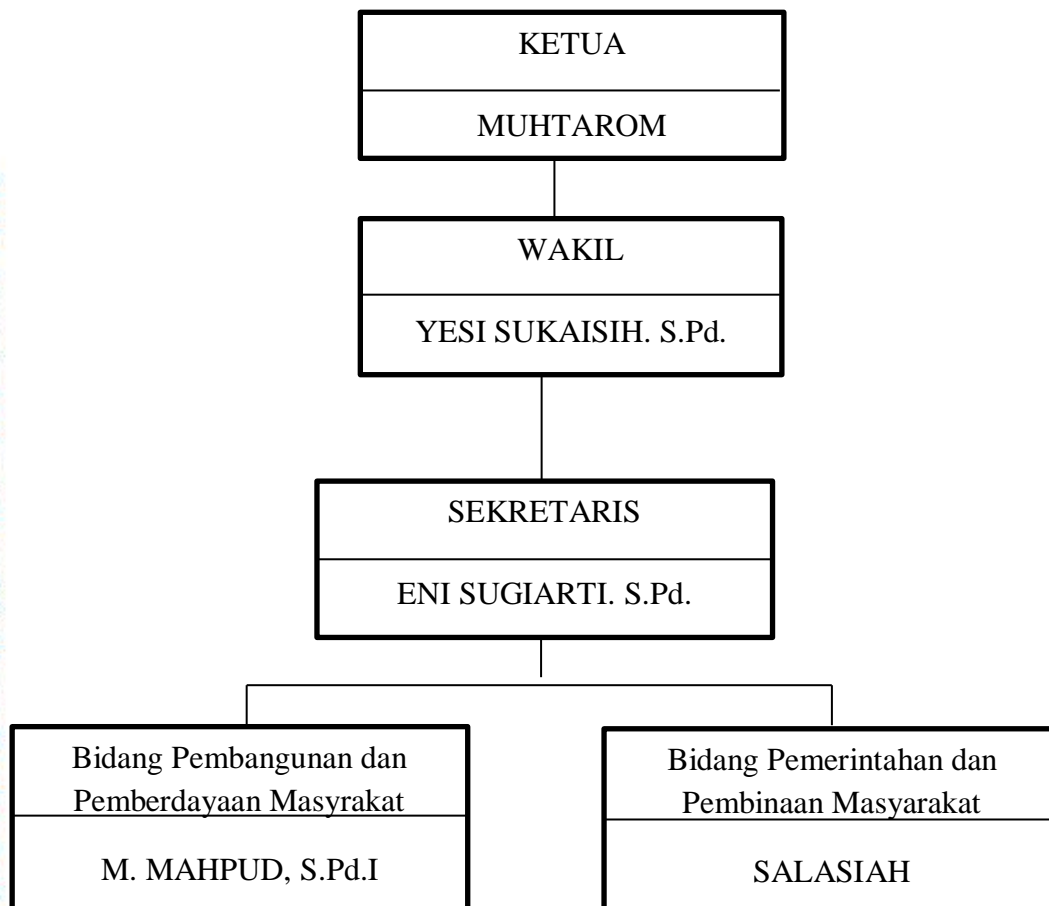 KETUA
MUHTAROM
WAKIL
YESI SUKAISIH. S.Pd.
SEKRETARIS
ENI SUGIARTI. S.Pd.
Bidang Pembangunan dan
Pemberdayaan Masyrakat
M. MAHPUD, S.Pd.I
Bidang Pemerintahan dan
Pembinaan Masyarakat
SALASIAH